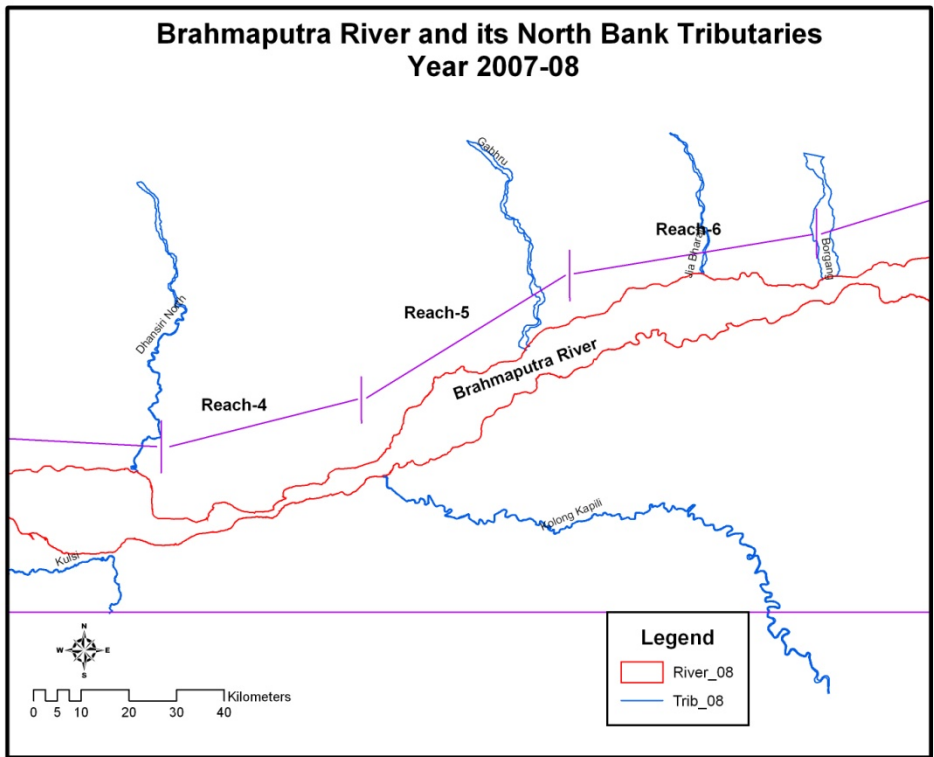 Brahmaputra River and its North Bank Tributaries
Year 2007-08
Gabhru
Reach-6
Jia Bharali
Borgang
Dhansiri North
Reach-5
Brahmaputra River
Reach-4
Kolong Kapili
Kulsi
N
W E
S
Kilometers
0 5 10 20 30 40
Legend
River_08
Trib_08